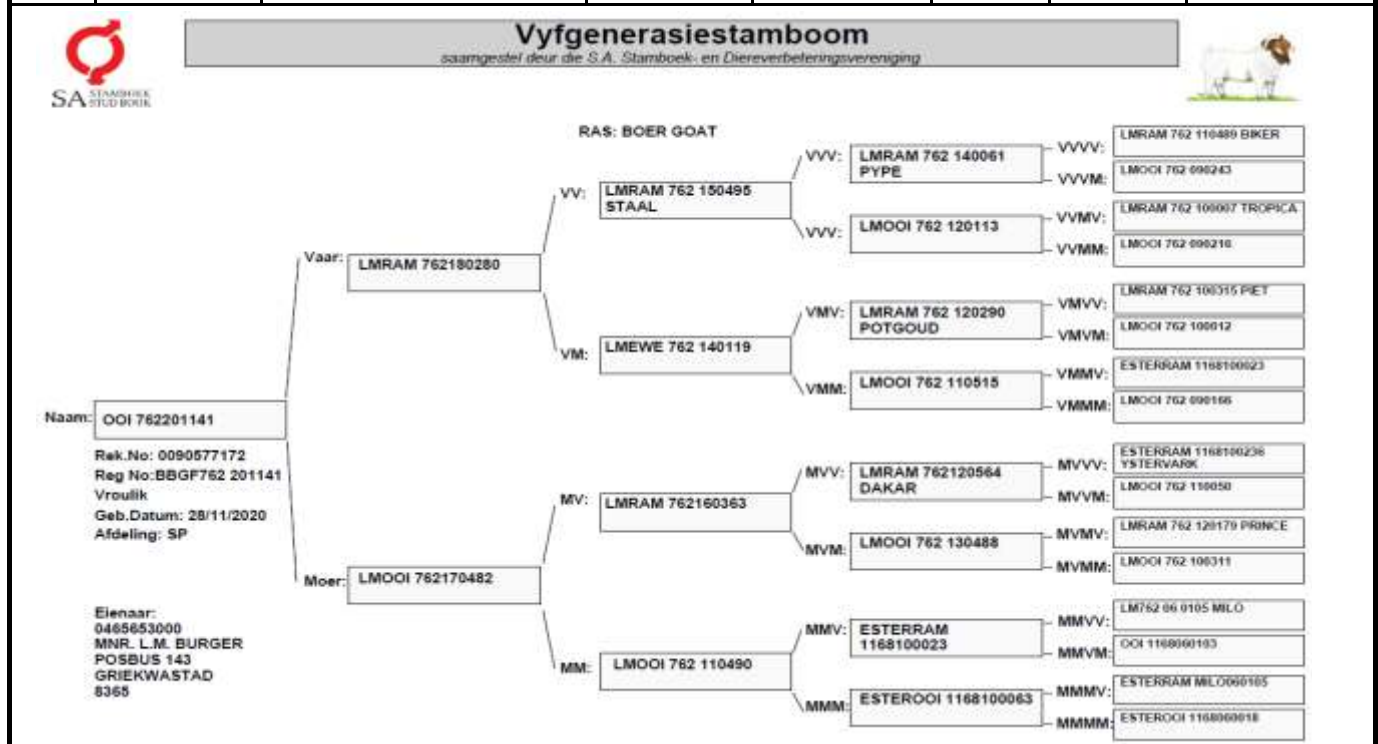 Vyfgenerasiestamboom
saamgestel deur die S.A. Stamboek- en Diereverbeteringsvereniging
SA STAMBOEK
STUD BOOK
RAS: BOER GOAT
Naam: OOI 762201141
Rek.No: 0090577172
Reg No:BBGF762 201141
Vroulik
Geb.Datum: 28/11/2020
Afdeling: SP
Eienaar:
0465653000
MNR. L.M. BURGER
POSBUS 143
GRIEKWASTAD
8365
Vaar: LMRAM 762180280
Moer: LMOOI 762170482
VV: LMRAM 762 150495
STAAL
VM: LMEWE 762 140119
MV: LMRAM 762160363
MM: LMOOI 762 110490
VVV: LMRAM 762 140061
PYPE
VVV: LMOOI 762 120113
VMV: LMRAM 762 120290
POTGOUD
VMM: LMOOI 762 110515
MVV: LMRAM 762120564
DAKAR
MVM: LMOOI 762 130488
MMV: ESTERRAM
1168100023
MMM: ESTEROOI 1168100063
VVVV: LMRAM 762 110489 BIKER
VVVM: LMOOI 762 090243
VVMV: LMRAM 762 100007 TROPICA
VVMM: LMOOI 762 090216
VMVV: LMRAM 762 100315 PIET
VMVM: LMOOI 762 100012
VMMV: ESTERRAM 1168100023
VMMM: LMOOI 762 090166
MVVV: ESTERRAM 1168100236
YSTERVARK
MVVM: LMOOI 762 110050
MVMV: LMRAM 762 120179 PRINCE
MVMM: LMOOI 762 100311
MMVV: LM762 06 0105 MILO
MMVM: OOI 1168060103
MMMV: ESTERRAM MILO060105
MMMM: ESTEROOI 1168060018